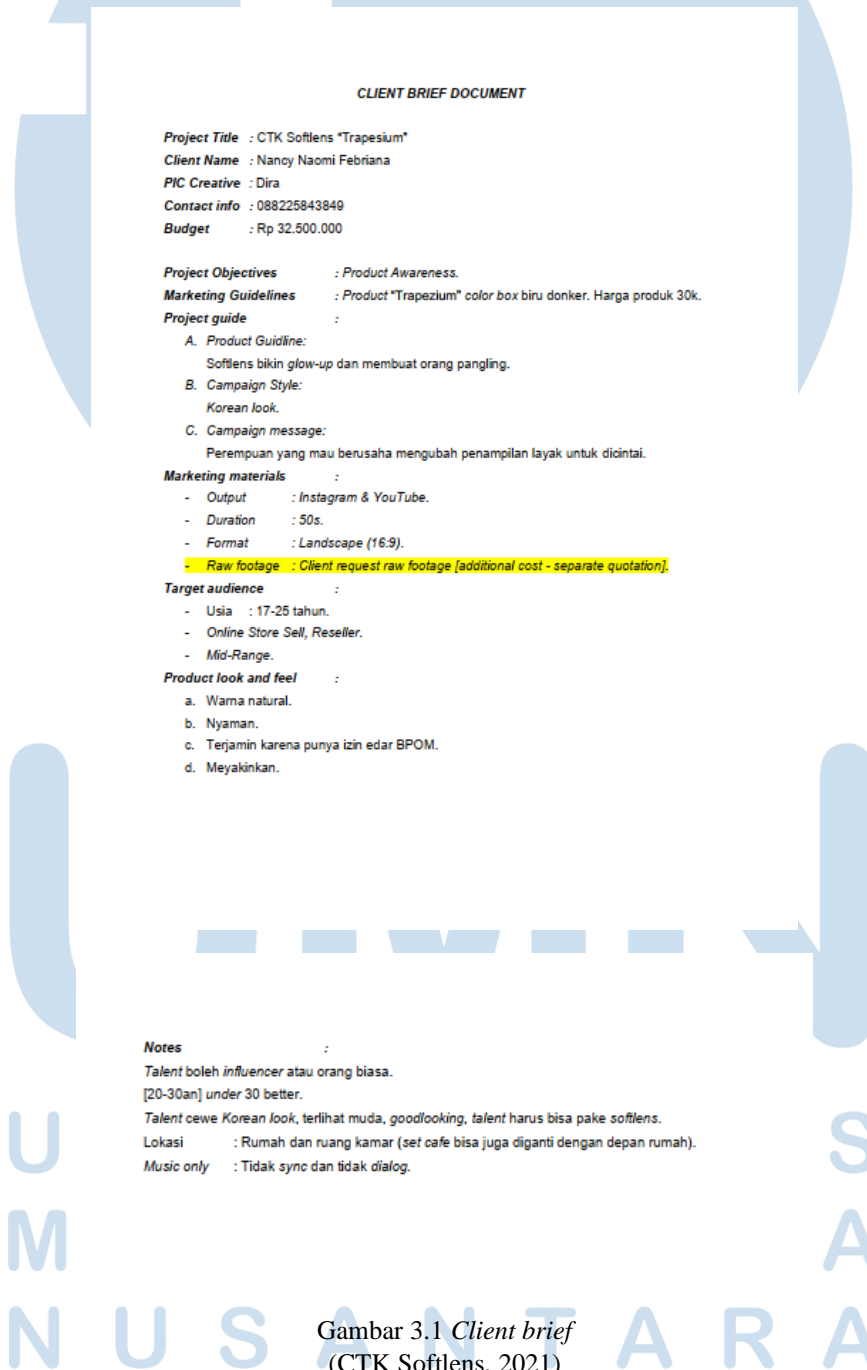 CLIENT BRIEF DOCUMENT
Project Title : CTK Softlens "Trapesium"
Client Name : Nancy Naomi Febriana
PIC Creative : Dira
Contact info : 088225843849
Budget : Rp 32.500.000
Project Objectives : Product Awareness.
Marketing Guidelines : Product "Trapezium" color box biru donker. Harga produk 30k.
Project guide :
A. Product Guidline:
Softlens bikin glow-up dan membuat orang pangling.
B. Campaign Style:
Korean look.
C. Campaign message:
Perempuan yang mau berusaha mengubah penampilan layak untuk dicintai.
Marketing materials :
- Output : Instagram & YouTube.
- Duration : 50s.
- Format : Landscape (16:9).
- Raw footage : Client request raw footage [additional cost - separate quotation].
Target audience :
- Usia : 17-25 tahun.
- Online Store Sell, Reseller.
- Mid-Range.
Product look and feel :
a. Warna natural.
b. Nyaman.
c. Terjamin karena punya izin edar BPOM.
d. Meyakinkan.
Notes :
Talent boleh influencer atau orang biasa.
[20-30an] under 30 better.
Talent cewe Korean look, terlihat muda, goodlooking, talent harus bisa pake softlens.
Lokasi : Rumah dan ruang kamar (set cafe bisa juga diganti dengan depan rumah).
Music only : Tidak sync dan tidak dialog.
U S
M A
N U S A N T A R A
Gambar 3.1 Client brief
(CTK Softlens, 2021)